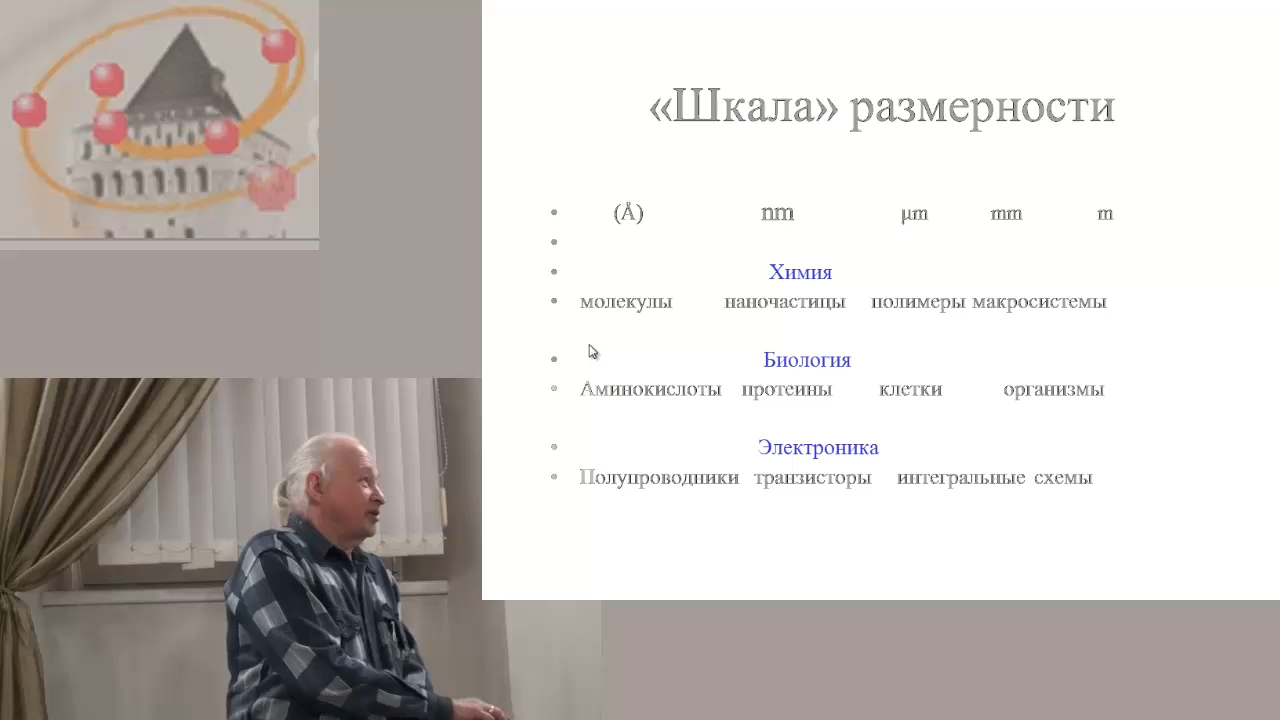 «Шкала» размерности
• (Å) nm μm mm m
•
• Химия
• молекулы наночастицы полимеры макросистемы
• Биология
• Аминокислоты протеины клетки организмы
• Электроника
• Полупроводники транзисторы интегральные схемы